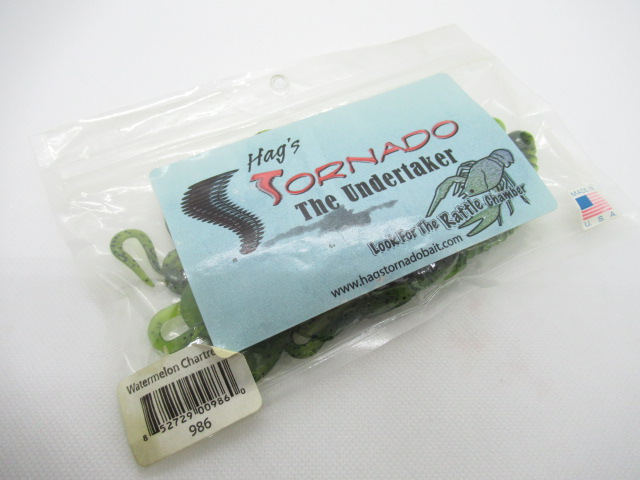 Hag's
TORNADO
The Undertaker
Look For The Rattle Chamber
www.hagstornadobait.com
MADE IN
U S A
Watermelon Chartre
8 52729 00986 0
986